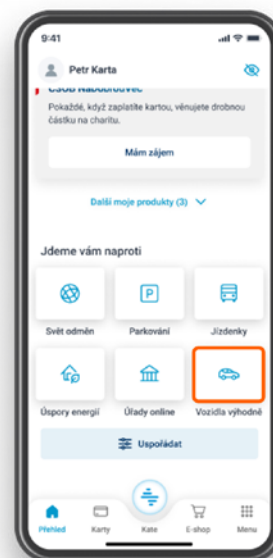 9:41
Petr Karta
ČSOB Nadobrouvěc
Pokaždé, když zaplatíte kartou, věnujete drobnou
částku na charitu.
Mám zájem
Další moje produkty (3)
Jdeme vám naproti
P
Svět odměn Parkování Jízdenky
Úspory energií Úřady online Vozidla výhodně
Uspořádat
Přehled Karty Kate E-shop Menu